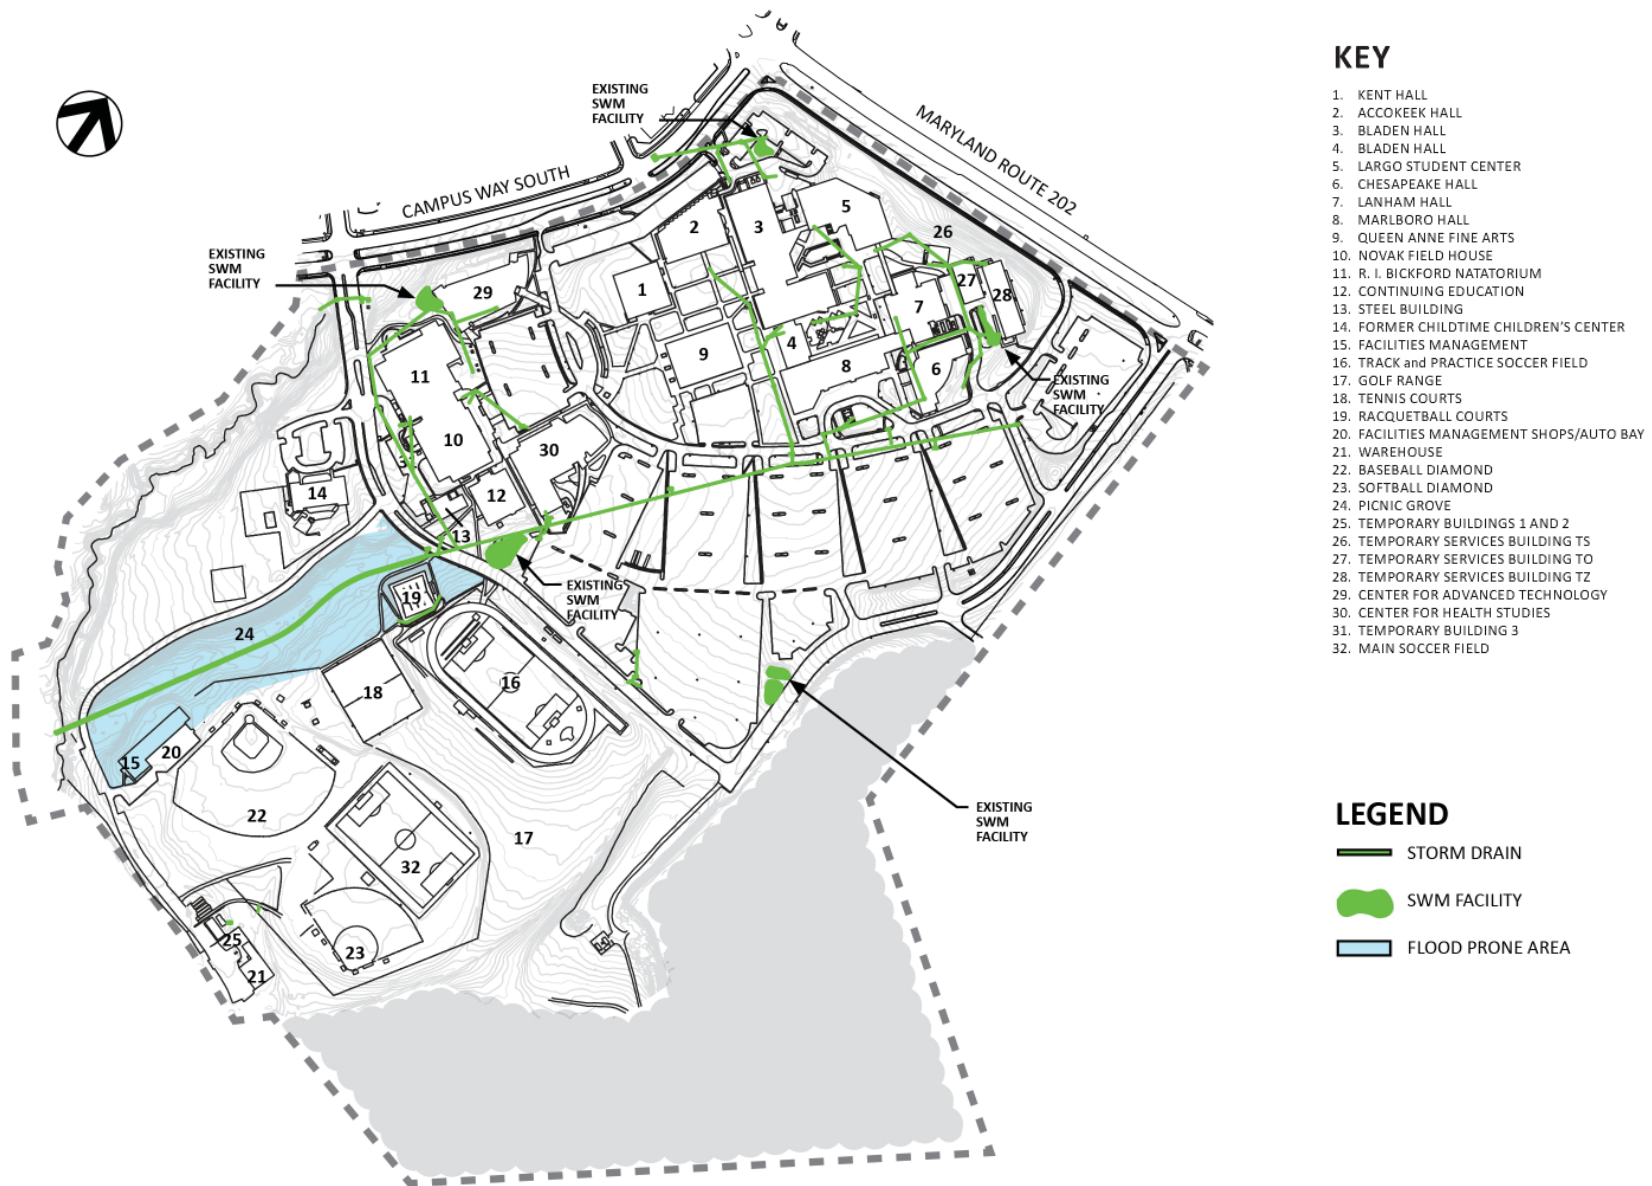 EXISTING
SWM
FACILITY
MARYLAND ROUTE 202
CAMPUS WAY SOUTH
EXISTING
SWM
FACILITY
5
2
3
26
29
1
27
28
7
4
9
8
6
11
EXISTING
SWM
FACILITY
10
30
14
12
13
EXISTING
SWM
FACILITY
19
24
16
18
20
15
EXISTING
SWM
FACILITY
22
17
32
25
23
21
KEY
1. KENT HALL
2. ACCOKEEK HALL
3. BLADEN HALL
4. BLADEN HALL
5. LARGO STUDENT CENTER
6. CHESAPEAKE HALL
7. LANHAM HALL
8. MARLBORO HALL
9. QUEEN ANNE FINE ARTS
10. NOVAK FIELD HOUSE
11. R. I. BICKFORD NATATORIUM
12. CONTINUING EDUCATION
13. STEEL BUILDING
14. FORMER CHILDTIME CHILDREN'S CENTER
15. FACILITIES MANAGEMENT
16. TRACK and PRACTICE SOCCER FIELD
17. GOLF RANGE
18. TENNIS COURTS
19. RACQUETBALL COURTS
20. FACILITIES MANAGEMENT SHOPS/AUTO BAY
21. WAREHOUSE
22. BASEBALL DIAMOND
23. SOFTBALL DIAMOND
24. PICNIC GROVE
25. TEMPORARY BUILDINGS 1 AND 2
26. TEMPORARY SERVICES BUILDING TS
27. TEMPORARY SERVICES BUILDING TO
28. TEMPORARY SERVICES BUILDING TZ
29. CENTER FOR ADVANCED TECHNOLOGY
30. CENTER FOR HEALTH STUDIES
31. TEMPORARY BUILDING 3
32. MAIN SOCCER FIELD
LEGEND
STORM DRAIN
SWM FACILITY
FLOOD PRONE AREA